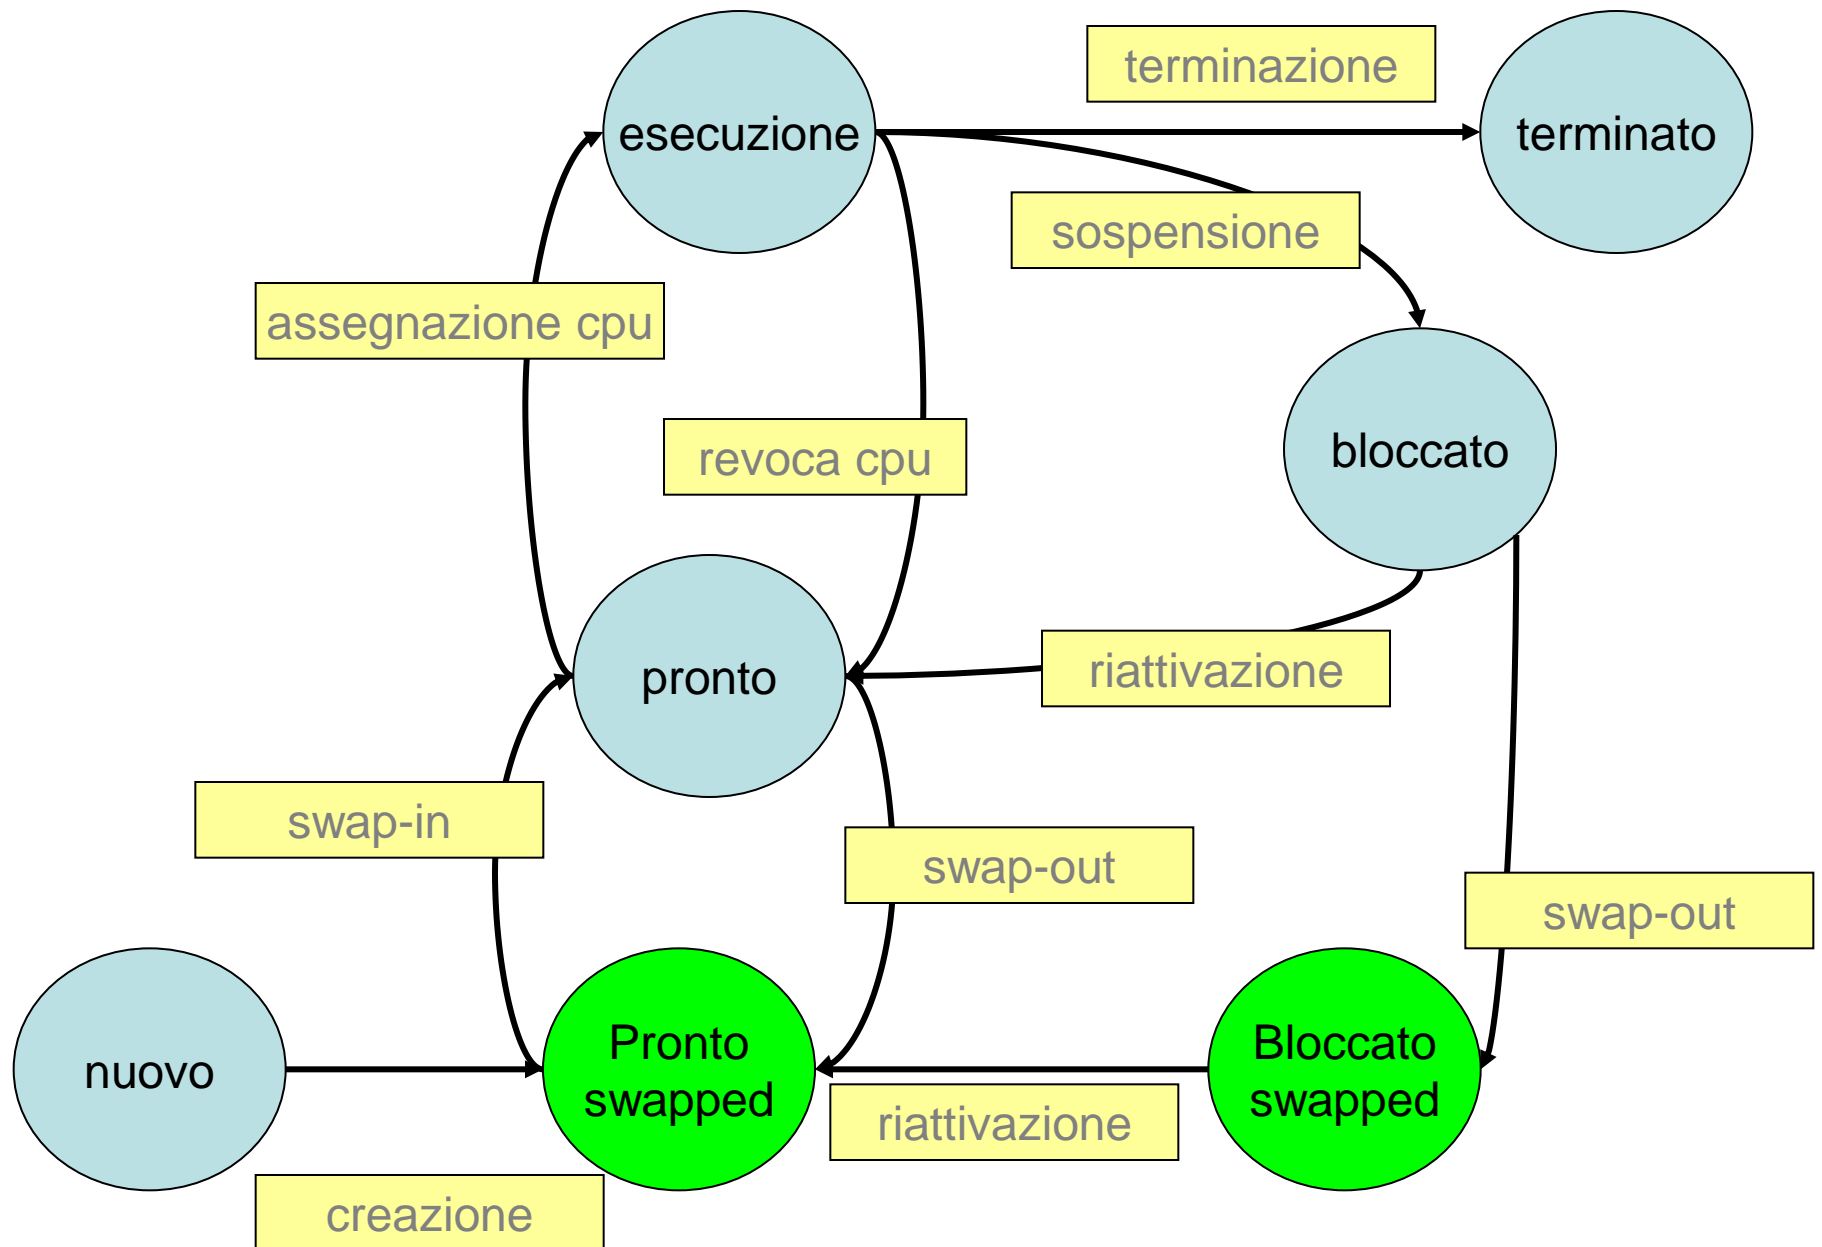 terminazione
esecuzione
terminato
sospensione
assegnazione cpu
revoca cpu
bloccato
pronto
riattivazione
swap-in
swap-out
swap-out
nuovo
Pronto
swapped
Bloccato
swapped
riattivazione
creazione